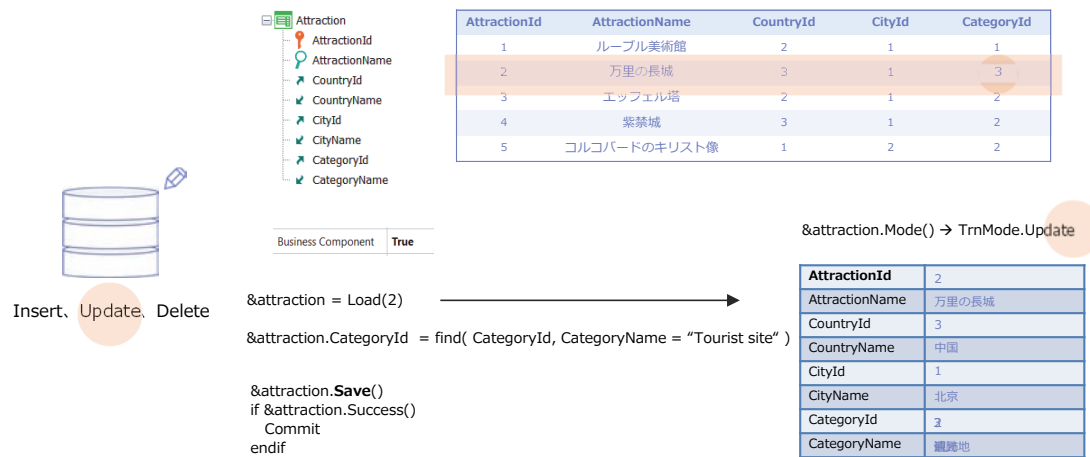 Attraction
AttractionId
AttractionName
CountryId
CountryName
CityId
CityName
CategoryId
CategoryName
AttractionId AttractionName CountryId CityId CategoryId
1 ルーブル美術館 2 1 1
2 万里の長城 3 1 3
3 エッフェル塔 2 1 2
4 紫禁城 3 1 2
5 コルコバードのキリスト像 1 2 2
Business Component True
Insert、Update、Delete
&attraction = Load(2)
&attraction.CategoryId = find( CategoryId, CategoryName = “Tourist site“ )
&attraction.Save()
if &attraction.Success()
Commit
endif
&attraction.Mode() → TrnMode.Update
AttractionId 2
AttractionName 万里の長城
CountryId 3
CountryName 中国
CityId 1
CityName 北京
CategoryId
CategoryName